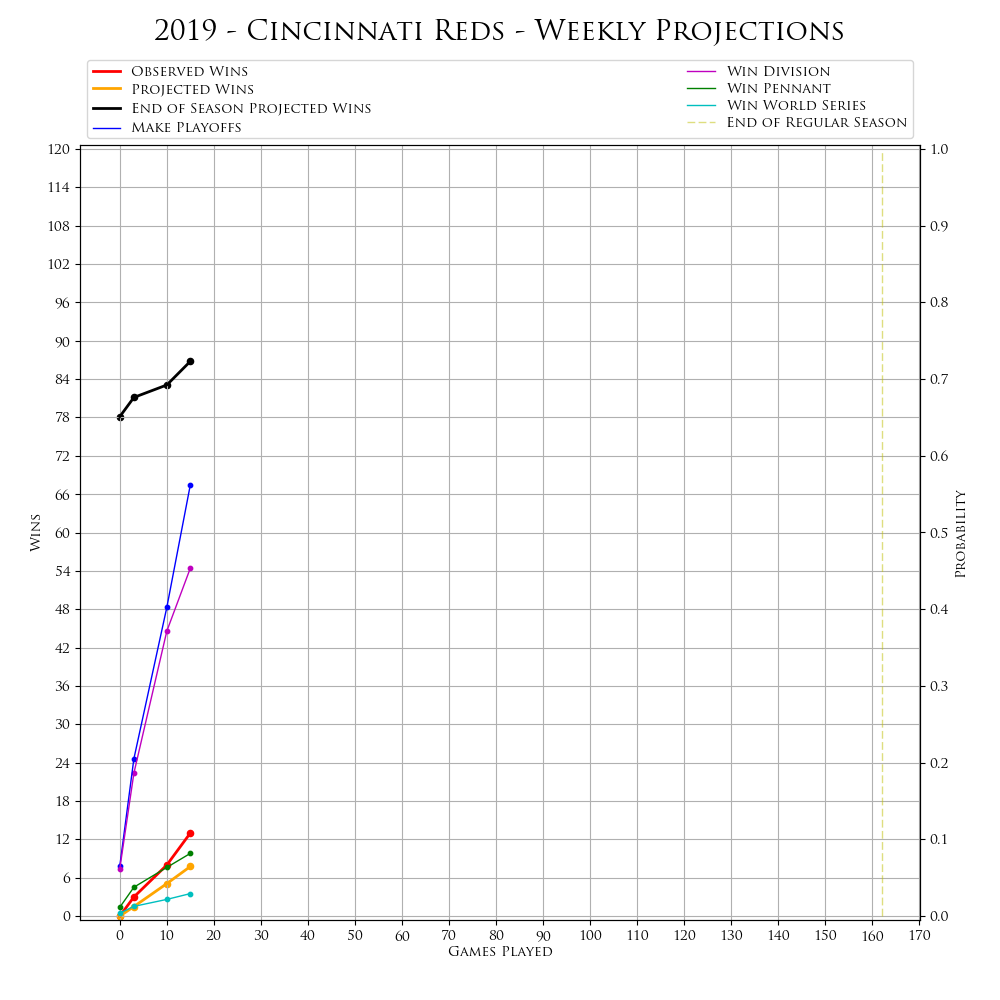 2019 - Cincinnati Reds - Weekly Projections
Observed Wins
Projected Wins
End of Season Projected Wins
Make Playoffs
Win Division
Win Pennant
Win World Series
End of Regular Season
120
114
108
102
96
90
84
78
72
66
60
54
48
42
36
30
24
18
12
6
0
Wins
1.0
0.9
0.8
0.7
0.6
0.5
0.4
0.3
0.2
0.1
0.0
Probability
0 10 20 30 40 50 60 70 80 90 100 110 120 130 140 150 160 170
Games Played